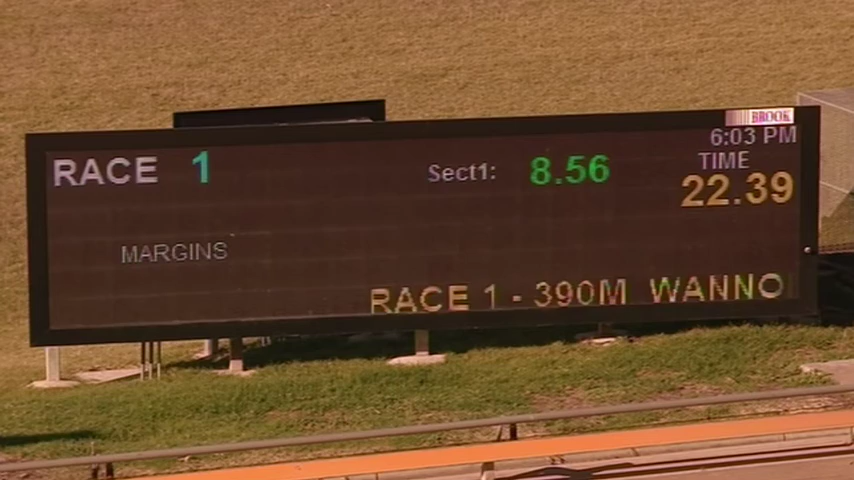 BROOK
6:03 PM
RACE 1 Sect1: 8.56 TIME
22.39
MARGINS
RACE 1 - 390M WANNO